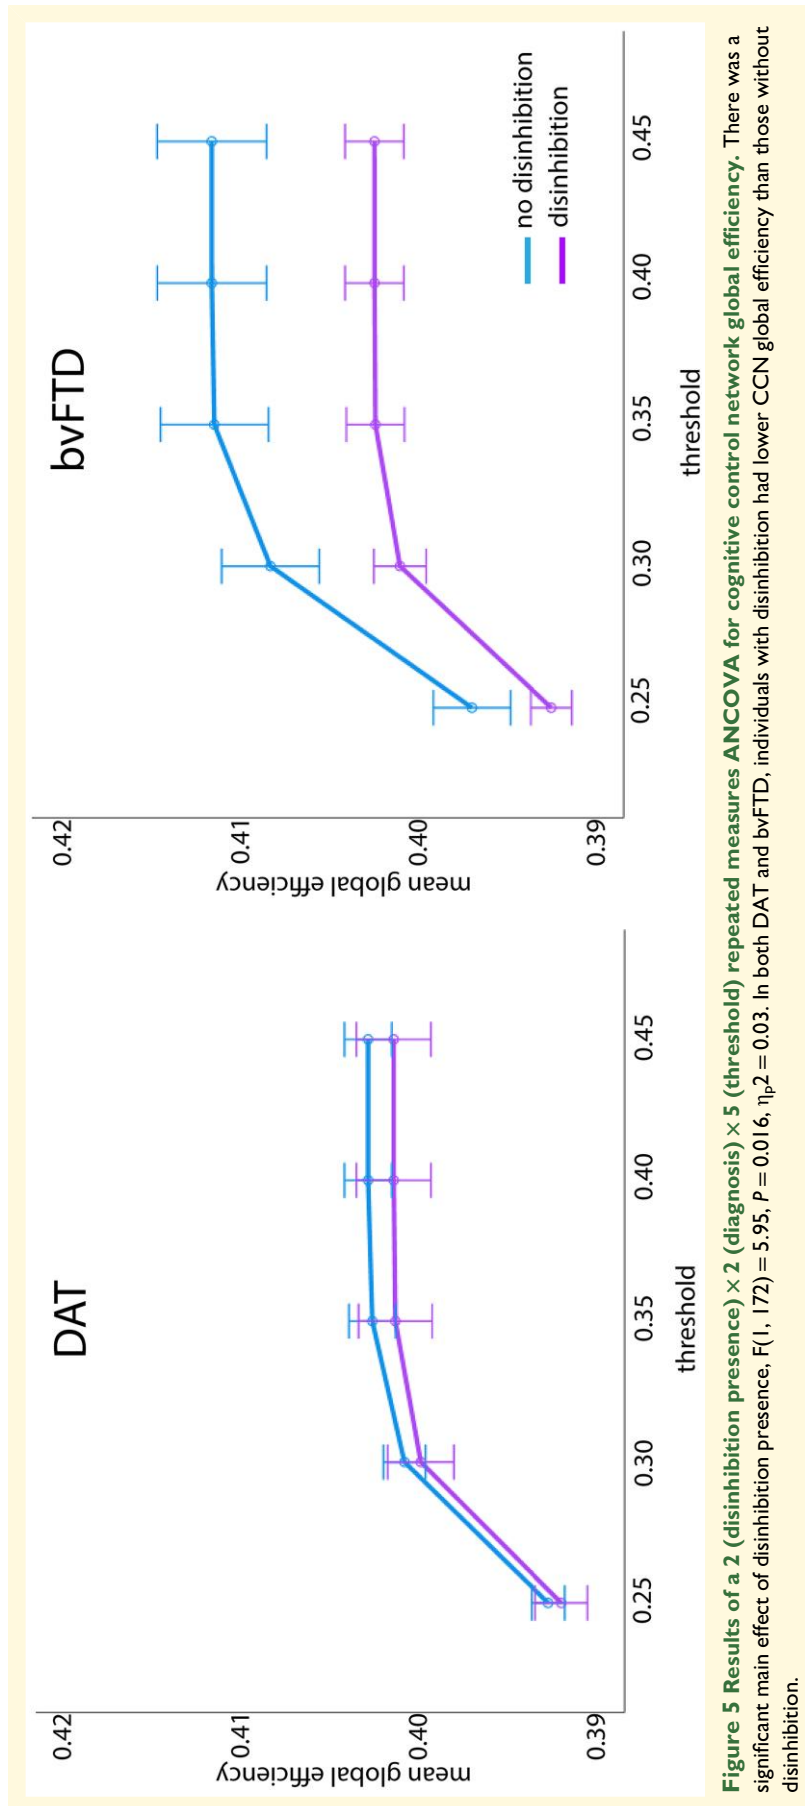 DAT
mean global efficiency
0.42
0.41
0.40
0.39
0.25
0.30
0.35
0.40
0.45
threshold
bvFTD
mean global efficiency
0.42
0.41
0.40
0.39
0.25
0.30
0.35
0.40
0.45
threshold
no disinhibition
disinhibition
Figure 5 Results of a 2 (disinhibition presence) × 2 (diagnosis) × 5 (threshold) repeated measures ANCOVA for cognitive control network global efficiency. There was a
significant main effect of disinhibition presence, F(1, 172) = 5.95, P = 0.016, ηp2 = 0.03. In both DAT and bvFTD, individuals with disinhibition had lower CCN global efficiency than those without
disinhibition.